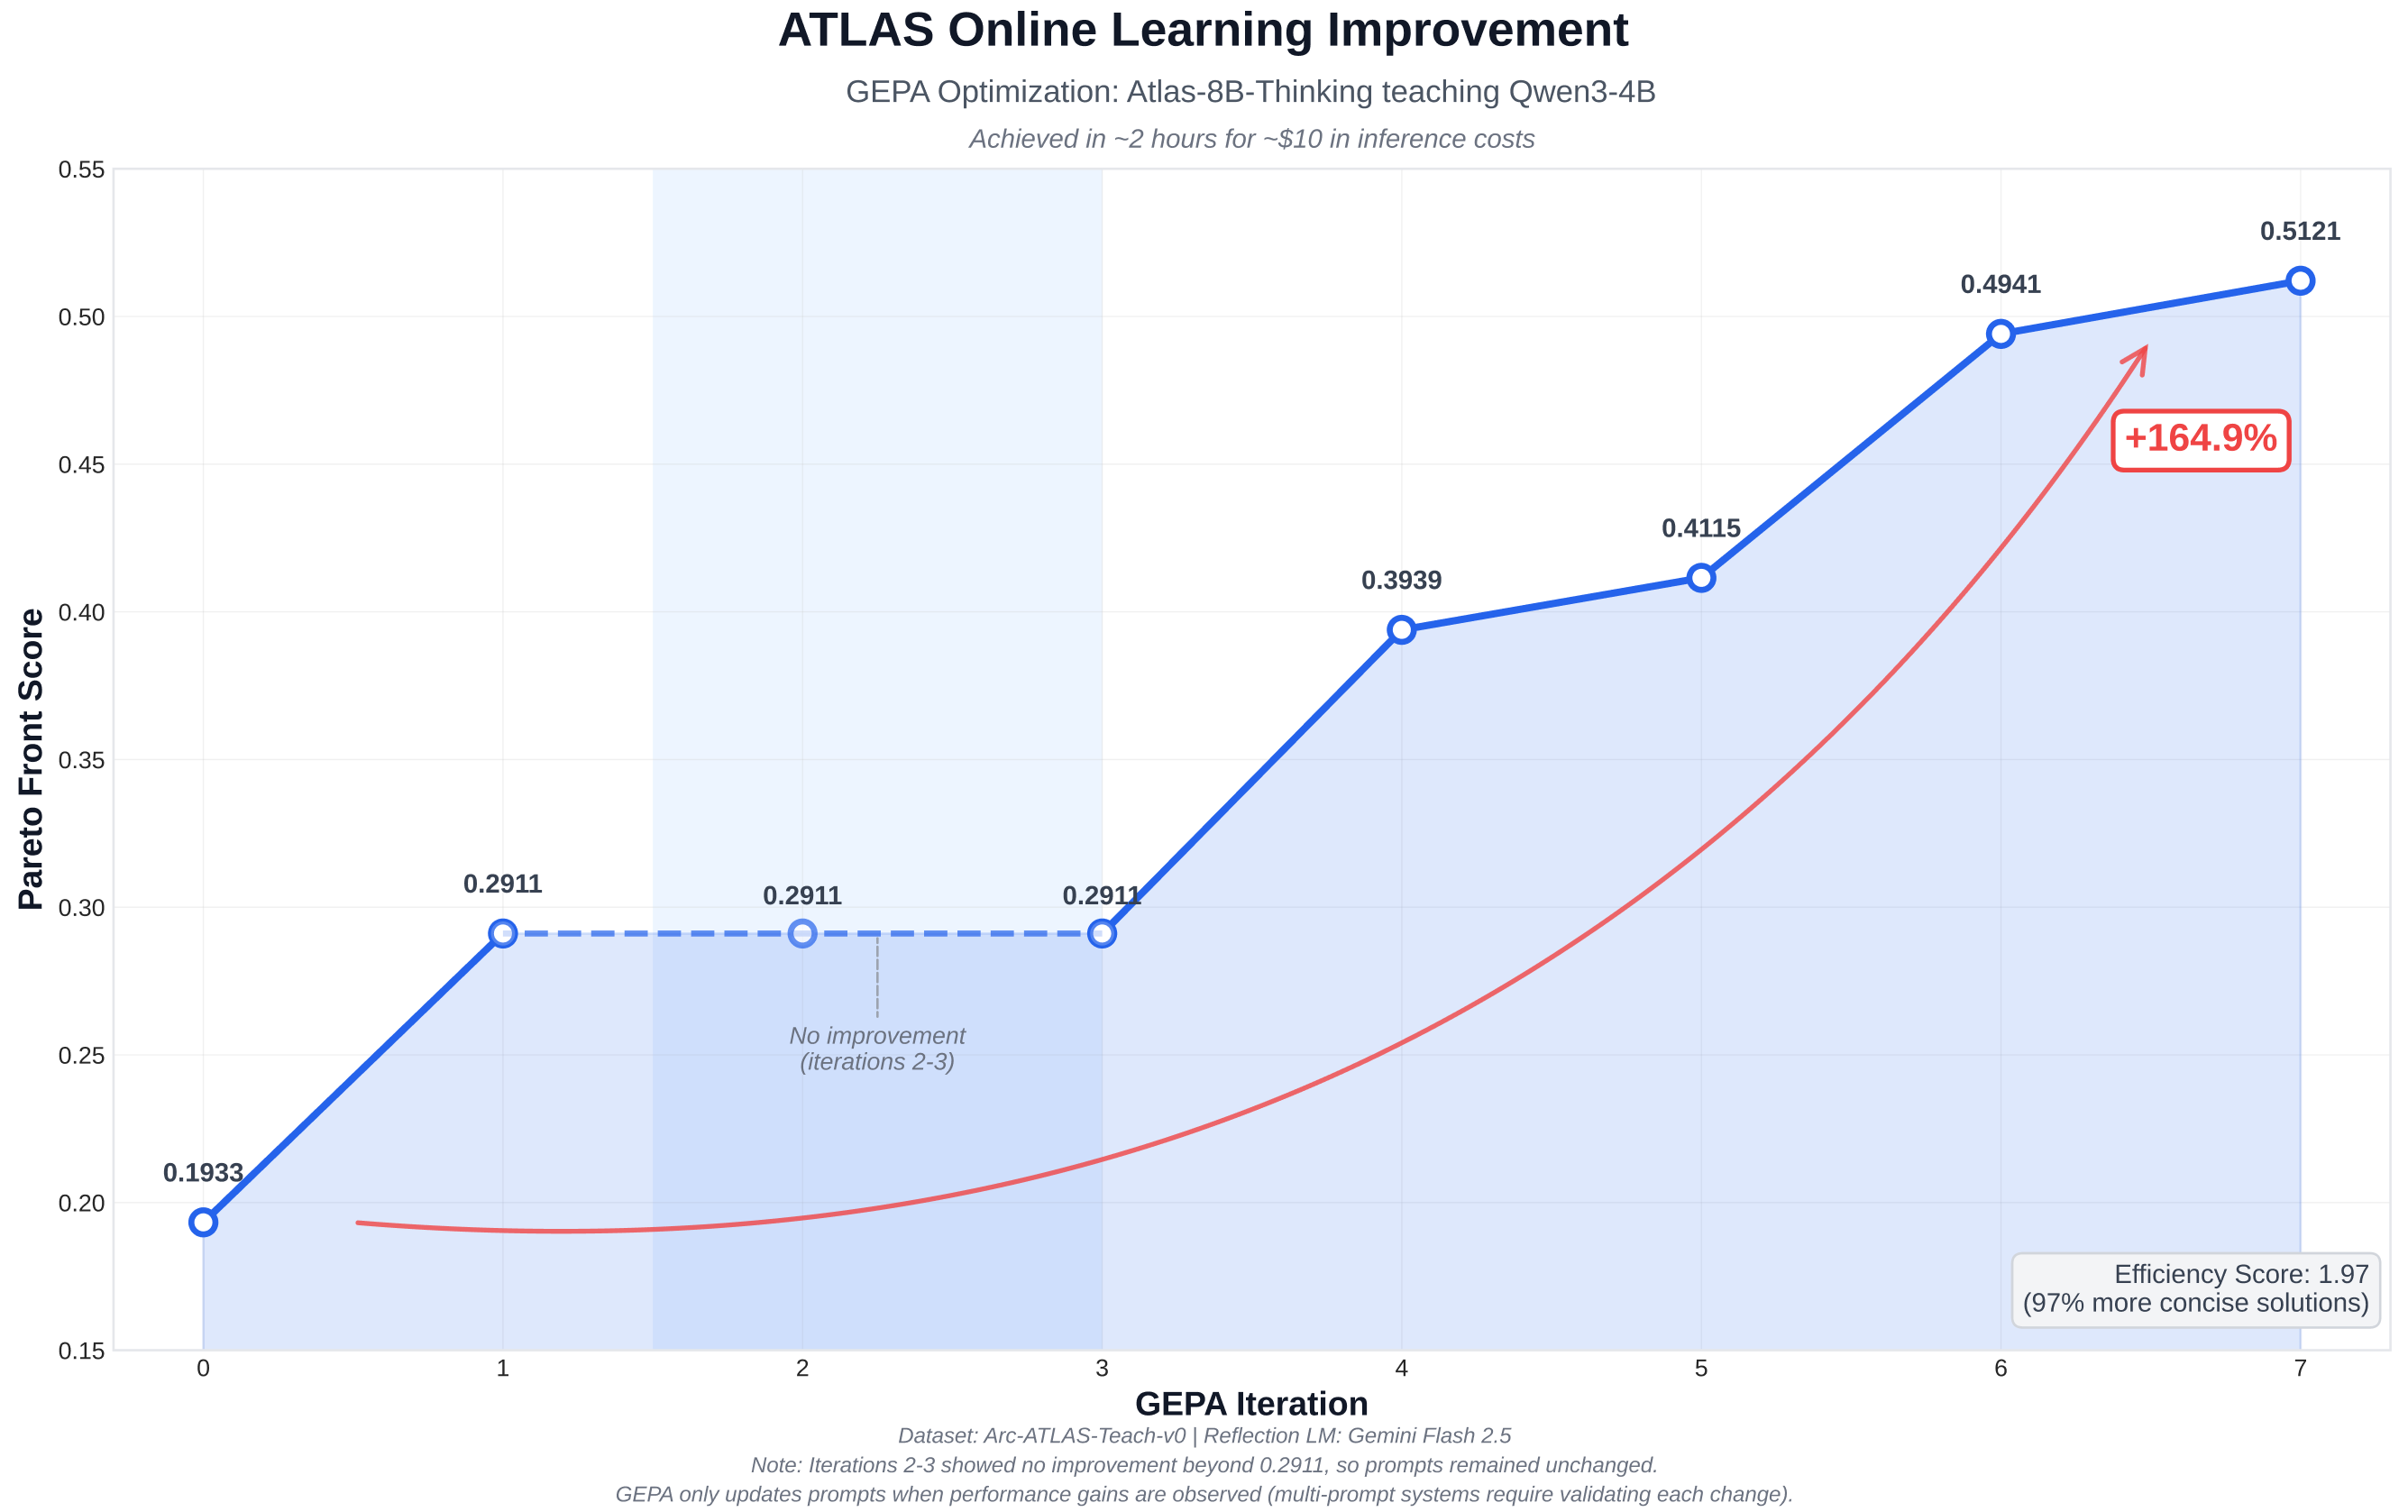 ATLAS Online Learning Improvement
GEPA Optimization: Atlas-8B-Thinking teaching Qwen3-4B
Achieved in ~2 hours for ~$10 in inference costs
Pareto Front Score
0.55
0.50
0.45
0.40
0.35
0.30
0.25
0.20
0.15
0.1933
0.2911
0.2911
0.2911
0.3939
0.4115
0.4941
0.5121
+164.9%
No improvement
(iterations 2-3)
Efficiency Score: 1.97
(97% more concise solutions)
0 1 2 3 4 5 6 7
GEPA Iteration
Dataset: Arc-ATLAS-Teach-v0 | Reflection LM: Gemini Flash 2.5
Note: Iterations 2-3 showed no improvement beyond 0.2911, so prompts remained unchanged.
GEPA only updates prompts when performance gains are observed (multi-prompt systems require validating each change).